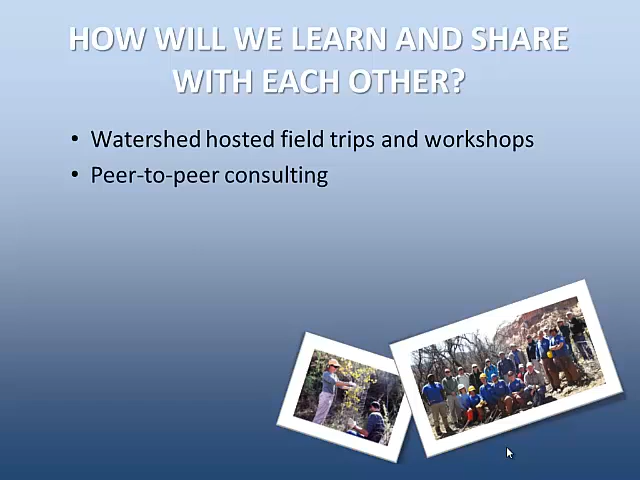 HOW WILL WE LEARN AND SHARE
WITH EACH OTHER?
• Watershed hosted field trips and workshops
• Peer-to-peer consulting